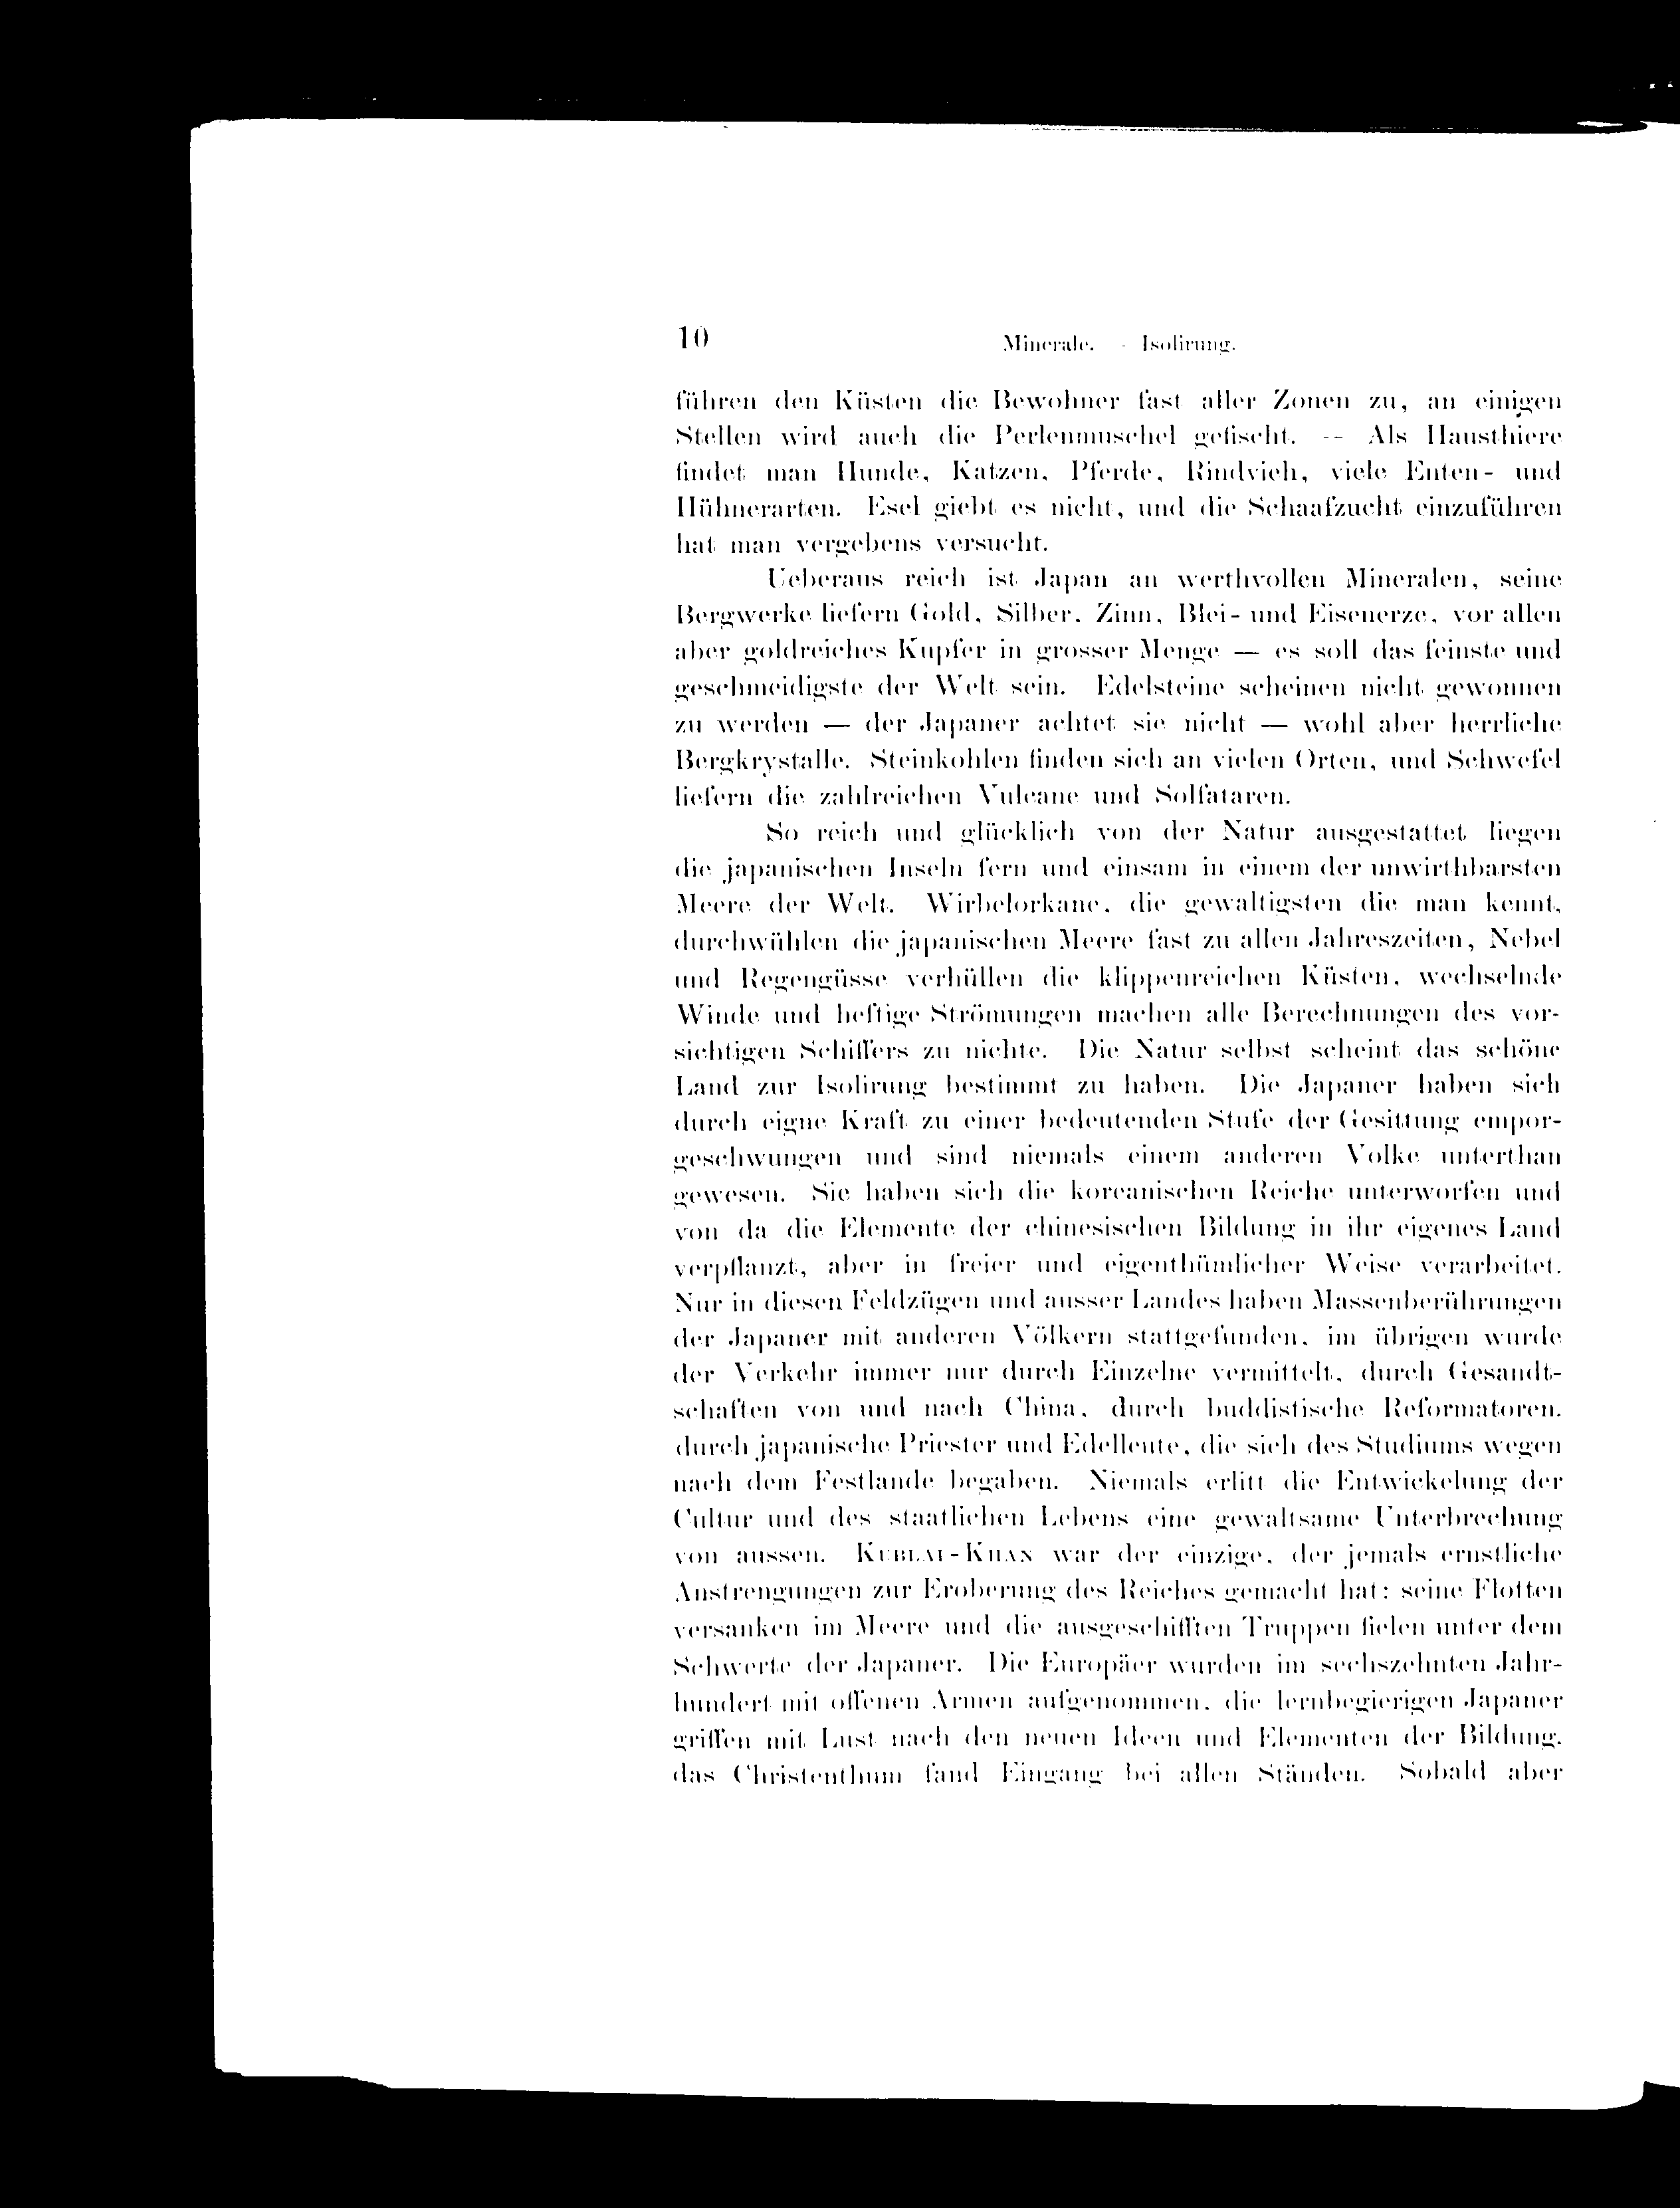 10
Minerale. — Isolirung.
führen den Küsten die Bewohner fast aller Zonen zu, an einigen
Stellen wird auch die Perlenmuschel gefischt. — Als Hausthiere
findet man Hunde, Katzen, Pferde, Rindvieh, viele Enten- und
Hühnerarten. Esel giebt es nicht, und die Schaafzucht einzuführen
hat man vergebens versucht.
Ueberaus reich ist Japan an werthvollen Mineralen, seine
Bergwerke liefern Gold, Silber, Zinn, Blei- und Eisenerze, vor allen
aber goldreiches Kupfer in grosser Menge — es soll das feinste und
geschmeidigste der Welt sein. Edelsteine scheinen nicht gewonnen
zu werden — der Japaner achtet sie nicht — wohl aber herrliche
Bergkrystalle. Steinkohlen finden sich an vielen Orten, und Schwefel
liefern die zahlreichen Vulcane und Solfataren.
So reich und glücklich von der Natur ausgestattet liegen
die japanischen Inseln fern und einsam in einem der unwirthbarsten
Meere der Welt. Wirbelorkane, die gewaltigsten die man kennt,
durchwühlen die japanischen Meere fast zu allen Jahreszeiten, Nebel
und Regengüsse verhüllen die klippenreichen Küsten, wechselnde
Winde und heftige Strömungen machen alle Berechnungen des vor-
sichtigen Schiffers zu nichte. Die Natur selbst scheint das schöne
Land zur Isolirung bestimmt zu haben. Die Japaner haben sich
durch eigne Kraft zu einer bedeutenden Stufe der Gesittung empor-
geschwungen und sind niemals einem anderen Volke unterthan
gewesen. Sie haben sich die koreanischen Reiche unterworfen und
von da die Elemente der chinesischen Bildung in ihr eigenes Land
verpflanzt, aber in freier und eigenthümlicher Weise verarbeitet.
Nur in diesen Feldzügen und ausser Landes haben Massenberührungen
der Japaner mit anderen Völkern stattgefunden, im übrigen wurde
der Verkehr immer nur durch Einzelne vermittelt, durch Gesandt-
schaften von und nach China, durch buddistische Reformatoren,
durch japanische Priester und Edelleute, die sich des Studiums wegen
nach dem Festlande begaben. Niemals erlitt die Entwickelung der
Cultur und des staatlichen Lebens eine gewaltsame Unterbrechung
von aussen. Kublai-Khan war der einzige, der jemals ernstliche
Anstrengungen zur Eroberung des Reiches gemacht hat; seine Flotten
versanken im Meere und die ausgeschifften Truppen fielen unter dem
Schwerte der Japaner. Die Europäer wurden im sechszehnten Jahr-
hundert mit offenen Armen aufgenommen, die lernbegierigen Japaner
griffen mit Lust nach den neuen Ideen und Elementen der Bildung,
das Christenthum fand Eingang bei allen Ständen. Sobald aber